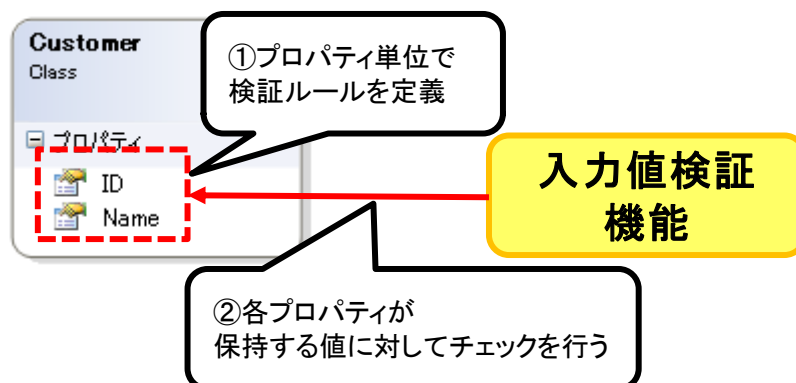 Customer
Class
プロパティ
ID
Name
①プロパティ単位で
検証ルールを定義
入力値検証
機能
②各プロパティが
保持する値に対してチェックを行う